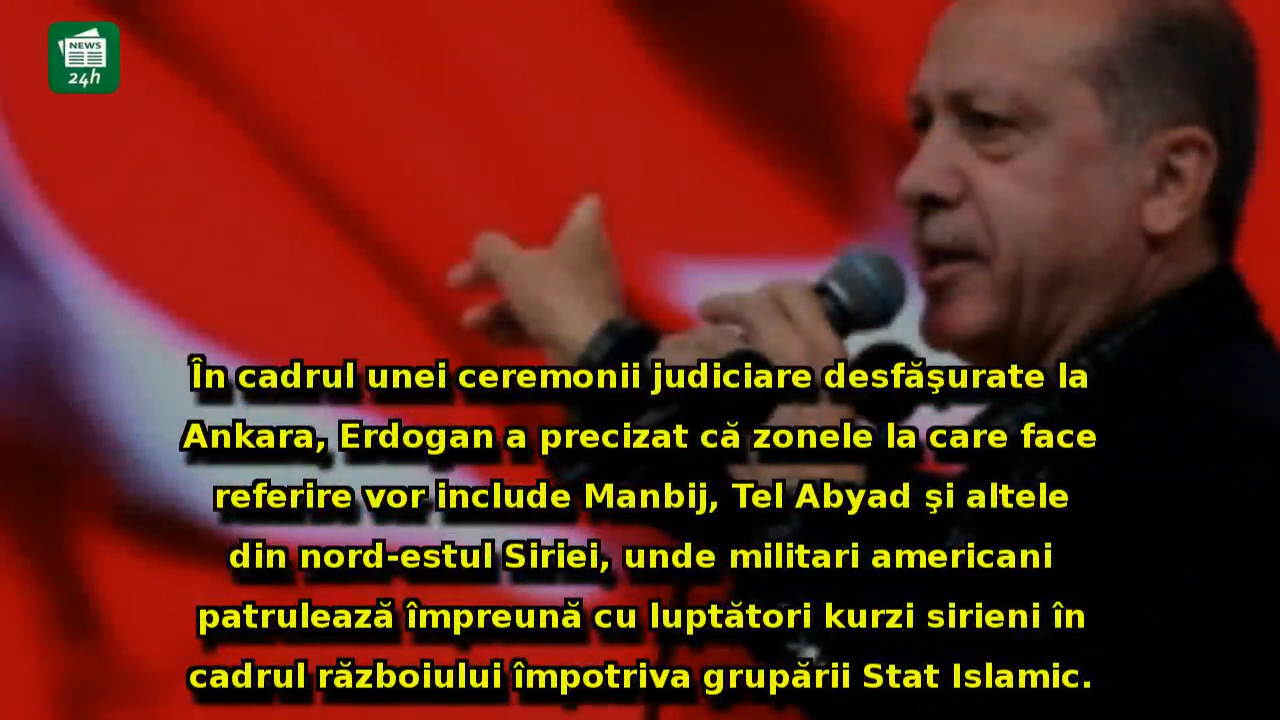 NEWS
24h
În cadrul unei ceremonii judiciare desfăşurate la
Ankara, Erdogan a precizat că zonele la care face
referire vor include Manbij, Tel Abyad şi altele
din nord-estul Siriei, unde militari americani
patrulează împreună cu luptători kurzi sirieni în
cadrul războiului împotriva grupării Stat Islamic.